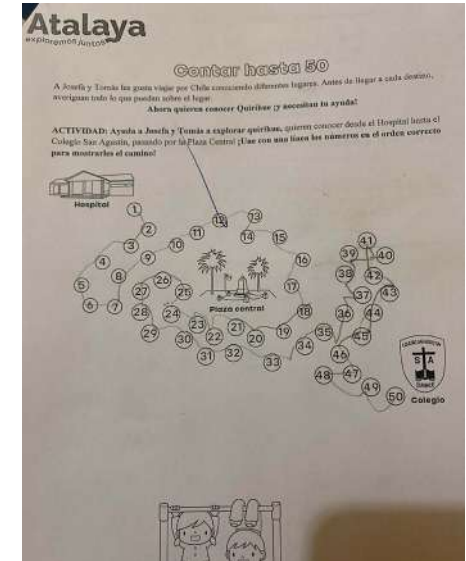 Atalaya
exploremos juntos
Contar hasta 50
A Josefa y Tomás les gusta viajar por Chile conociendo diferentes lugares. Antes de llegar a cada destino,
averiguan todo lo que pueden sobre el lugar.
Ahora quieren conocer Quirihue ¡y necesitan tu ayuda!
ACTIVIDAD: Ayuda a Josefa y Tomás a explorar quirihue, quieren conocer desde el Hospital hasta el
Colegio San Agustín, pasando por la Plaza Central ¡Une con una línea los números en el orden correcto
para mostrarles el camino!
Hospital
1 2 3 4 5 6 7 8 9 10 11 12 13 14 15 16 17 18 19 20 21 22 23 24 25 26 27 28 29 30 31 32 33 34 35 36 37 38 39 40 41 42 43 44 45 46 47 48 49 50
Plaza central
S A
Colegio